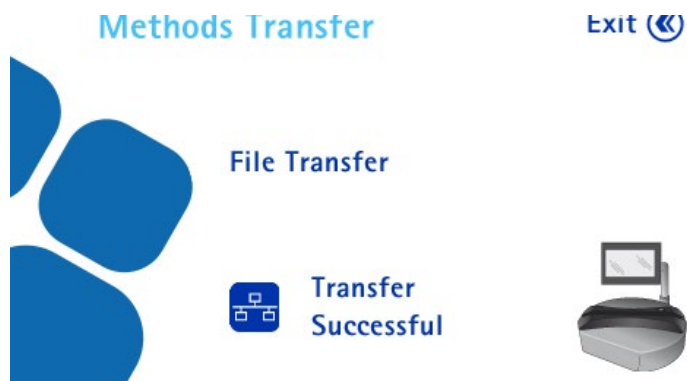 Methods Transfer
Exit
File Transfer
Transfer
Successful